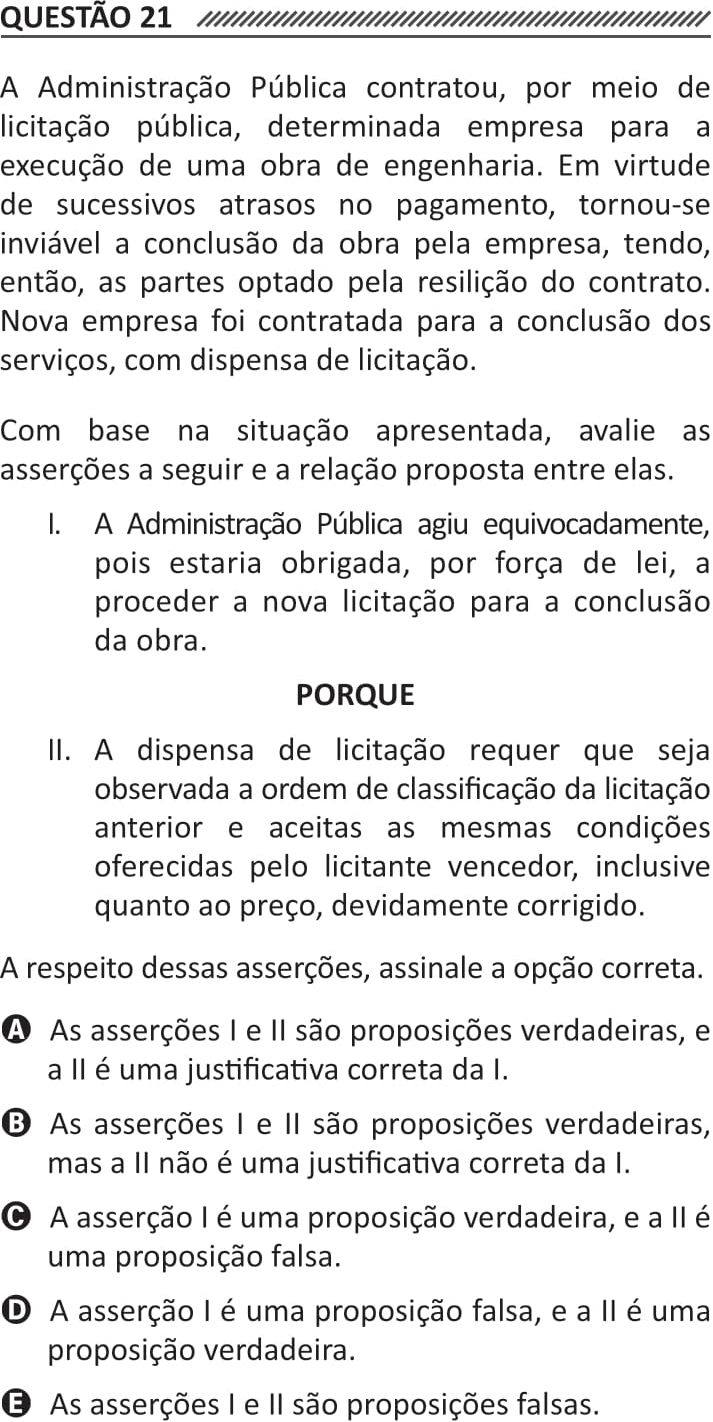 QUESTÃO 21
A Administração Pública contratou, por meio de
licitação pública, determinada empresa para a
execução de uma obra de engenharia. Em virtude
de sucessivos atrasos no pagamento, tornou-se
inviável a conclusão da obra pela empresa, tendo,
então, as partes optado pela resilição do contrato.
Nova empresa foi contratada para a conclusão dos
serviços, com dispensa de licitação.
Com base na situação apresentada, avalie as
asserções a seguir e a relação proposta entre elas.
I. A Administração Pública agiu equivocadamente,
pois estaria obrigada, por força de lei, a
proceder a nova licitação para a conclusão
da obra.
PORQUE
II. A dispensa de licitação requer que seja
observada a ordem de classificação da licitação
anterior e aceitas as mesmas condições
oferecidas pelo licitante vencedor, inclusive
quanto ao preço, devidamente corrigido.
A respeito dessas asserções, assinale a opção correta.
A As asserções I e II são proposições verdadeiras, e
a II é uma justificativa correta da I.
B As asserções I e II são proposições verdadeiras,
mas a II não é uma justificativa correta da I.
C A asserção I é uma proposição verdadeira, e a II é
uma proposição falsa.
D A asserção I é uma proposição falsa, e a II é uma
proposição verdadeira.
E As asserções I e II são proposições falsas.